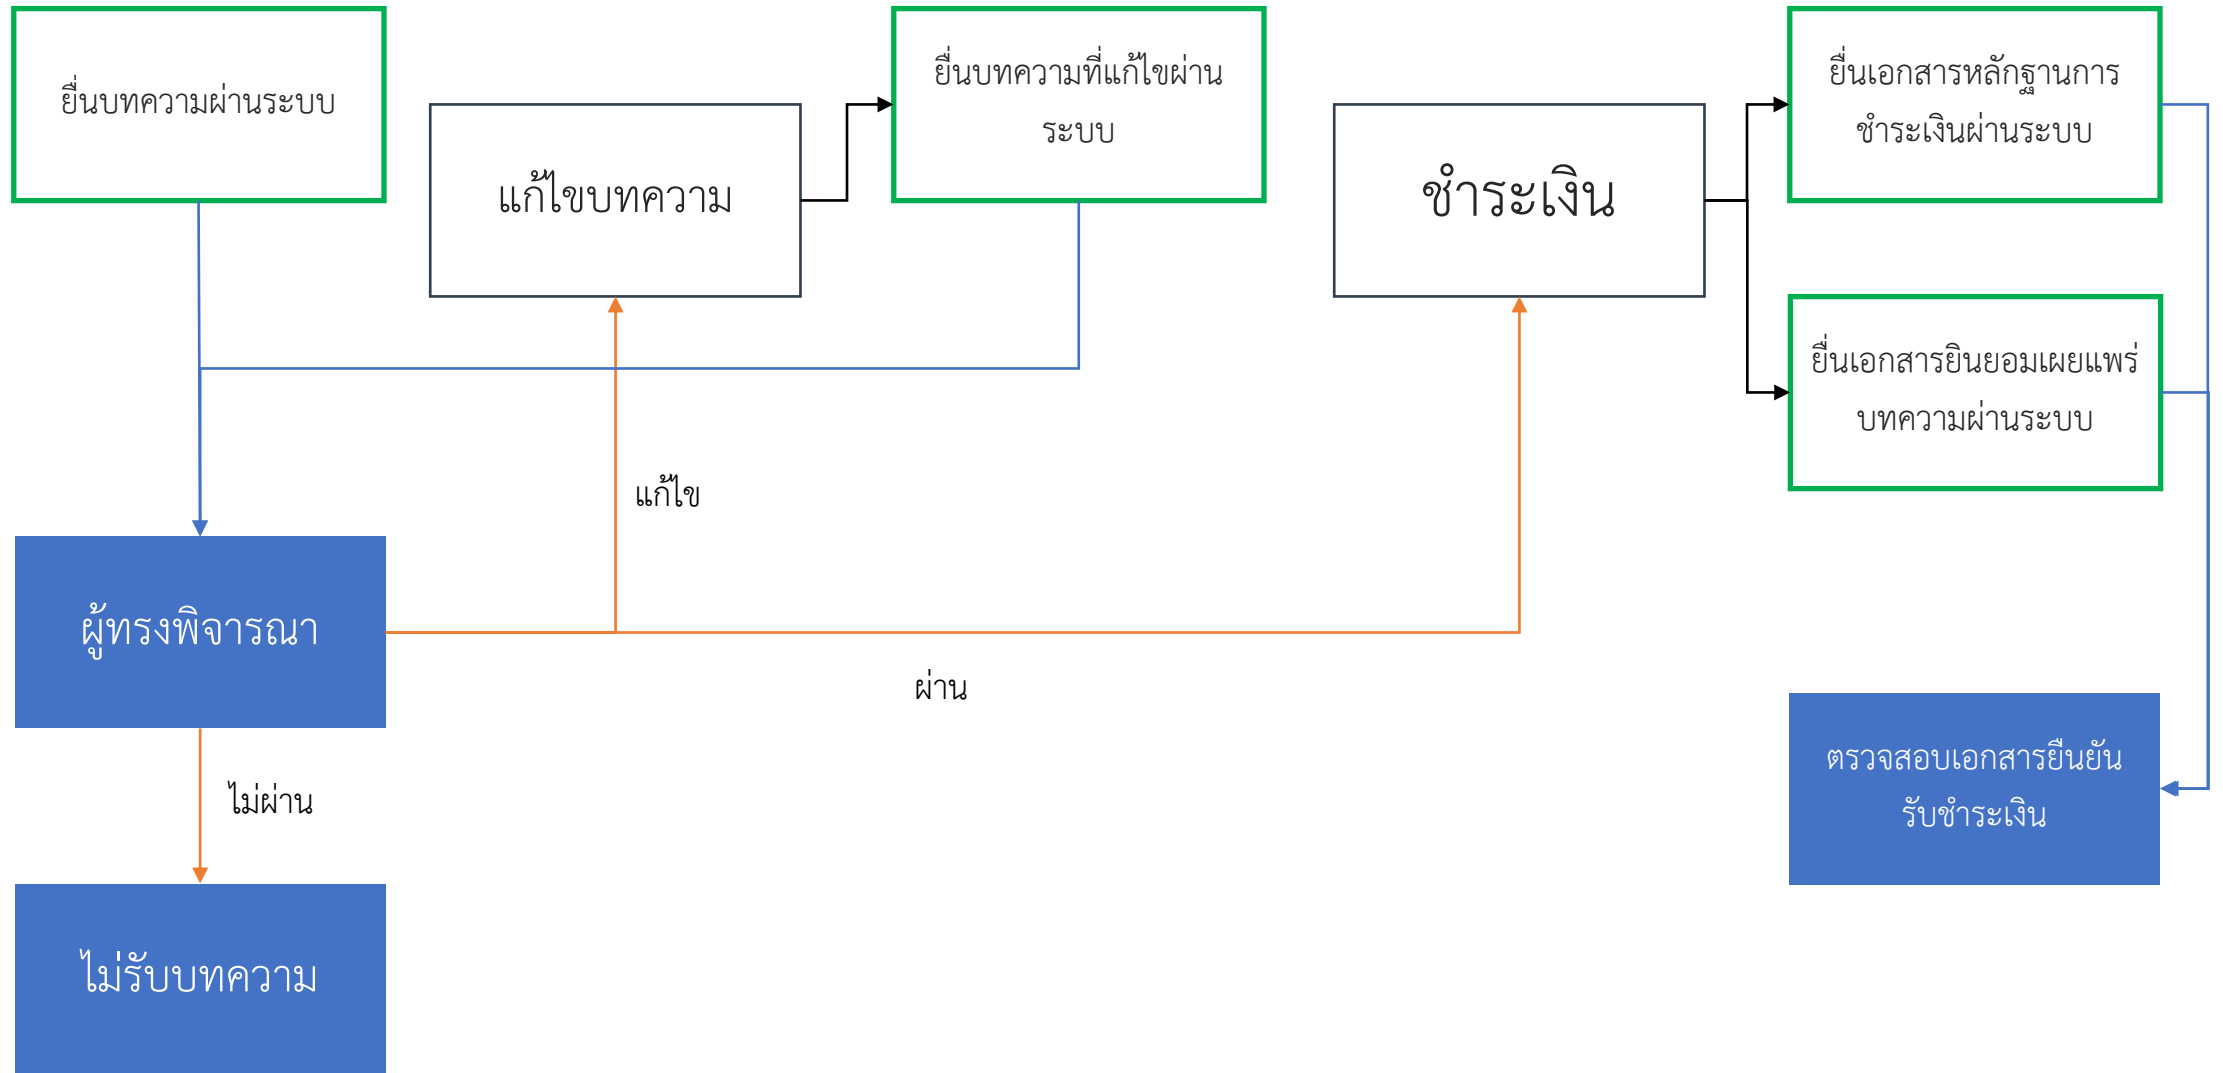 ยื่นบทความผ่านระบบ
แก้ไขบทความ
ยื่นบทความที่แก้ไขผ่าน
ระบบ
ชำระเงิน
ยื่นเอกสารหลักฐานการ
ชำระเงินผ่านระบบ
ยื่นเอกสารยินยอมเผยแพร่
บทความผ่านระบบ
แก้ไข
ผู้ทรงพิจารณา
ผ่าน
ตรวจสอบเอกสารยืนยัน
รับชำระเงิน
ไม่ผ่าน
ไม่รับบทความ